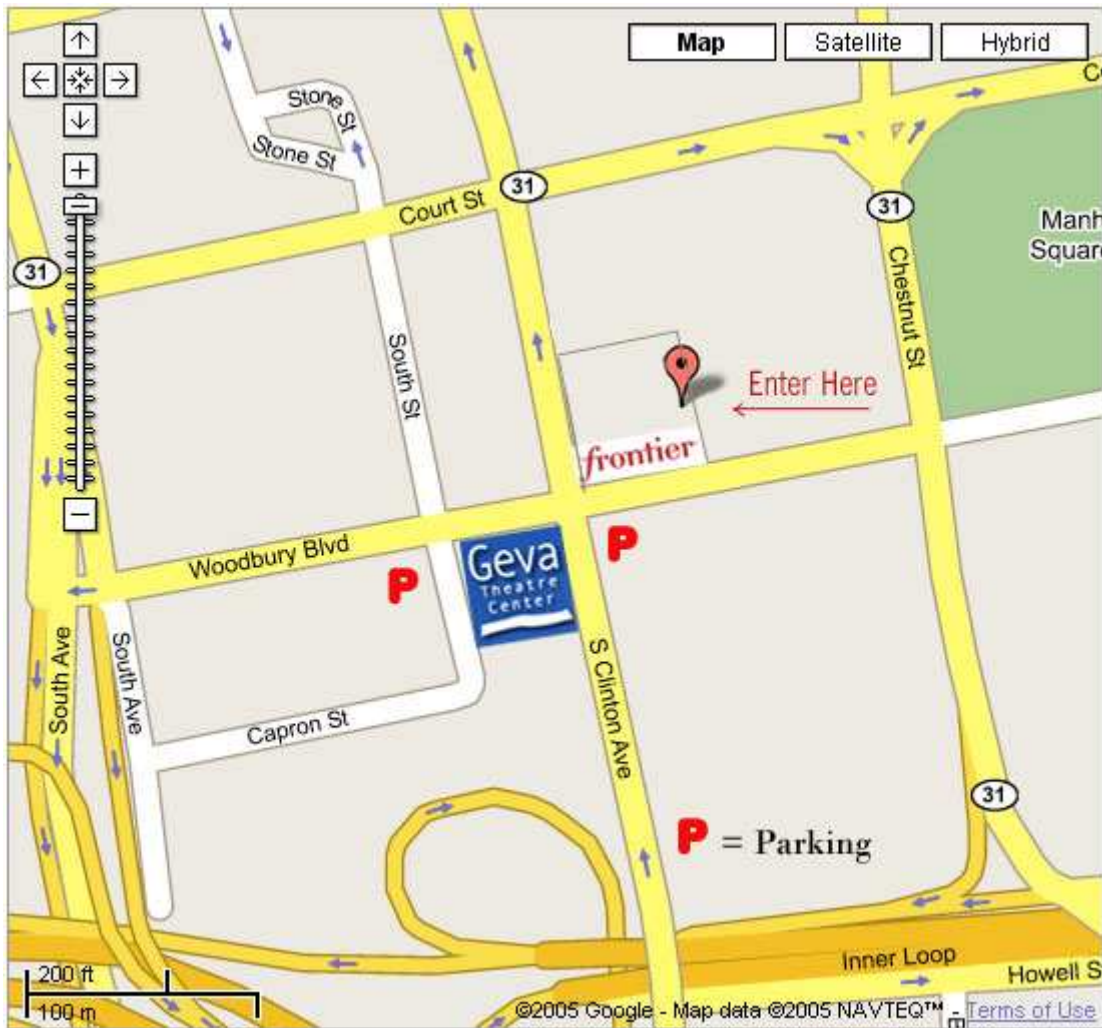 Map
Satellite
Hybrid
Stone St
Stone St
31
Court St
31
31
Manh
Square
Chestnut St
South St
Enter Here
frontier
Woodbury Blvd
P
P
Geva
Theatre
Center
South Ave
South Ave
Capron St
S Clinton Ave
31
P = Parking
Inner Loop
Howell S
200 ft
100 m
©2005 Google - Map data ©2005 NAVTEQ™ - Terms of Use